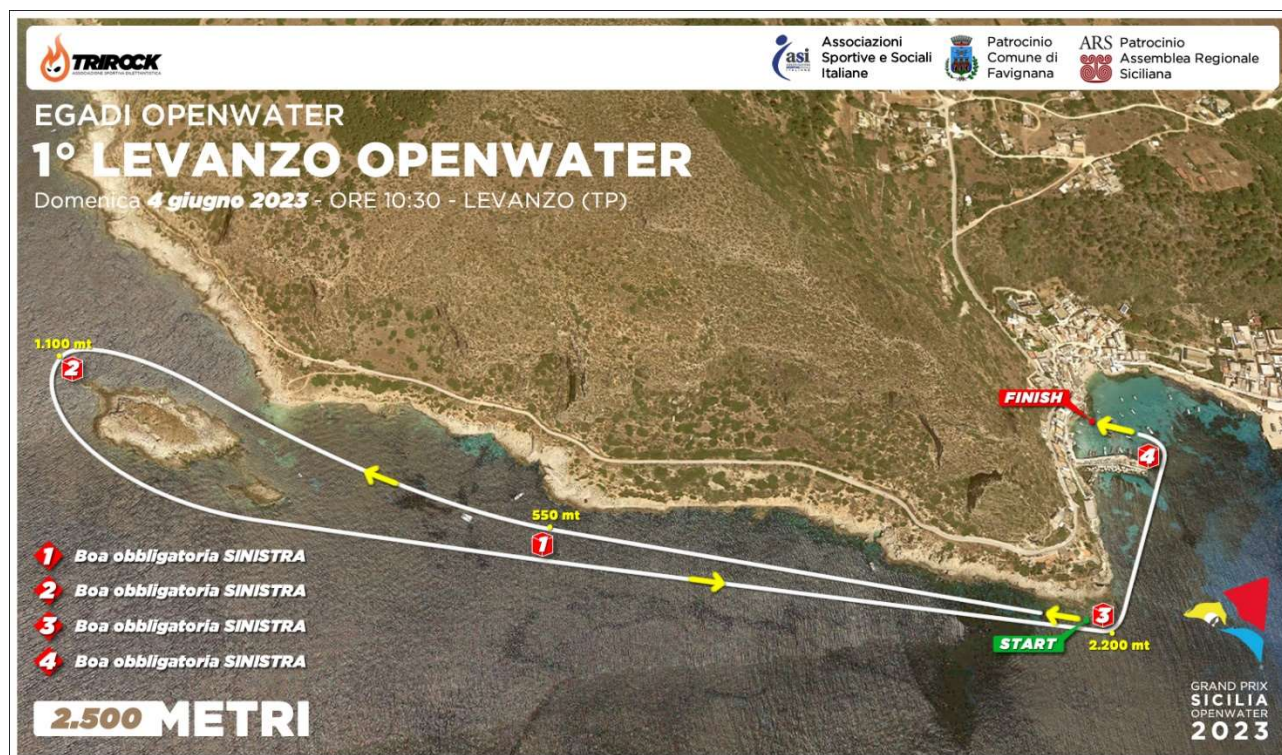 TRIROCK
ASSOCIAZIONE SPORTIVA DILETTANTISTICA
asi
Associazioni
Sportive e Sociali
Italiane
Patrocinio
Comune di
Favignana
ARS
Patrocinio
Assemblea Regionale
Siciliana
EGADI OPENWATER
1° LEVANZO OPENWATER
Domenica 4 giugno 2023 - ORE 10:30 - LEVANZO (TP)
1.100 mt
2
FINISH
4
550 mt
1
3
START
2.200 mt
1 Boa obbligatoria SINISTRA
2 Boa obbligatoria SINISTRA
3 Boa obbligatoria SINISTRA
4 Boa obbligatoria SINISTRA
2.500 METRI
GRAND PRIX
SICILIA
OPENWATER
2023